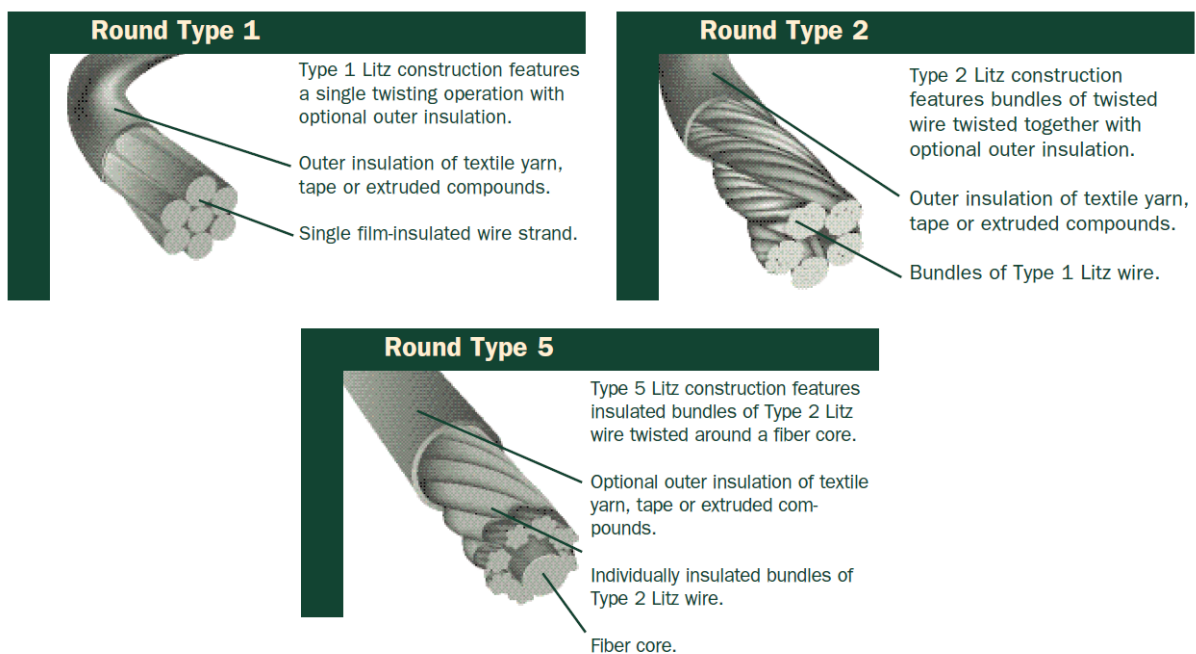 Round Type 1
Type 1 Litz construction features
a single twisting operation with
optional outer insulation.
Outer insulation of textile yarn,
tape or extruded compounds.
Single film-insulated wire strand.
Round Type 2
Type 2 Litz construction
features bundles of twisted
wire twisted together with
optional outer insulation.
Outer insulation of textile yarn,
tape or extruded compounds.
Bundles of Type 1 Litz wire.
Round Type 5
Type 5 Litz construction features
insulated bundles of Type 2 Litz
wire twisted around a fiber core.
Optional outer insulation of textile
yarn, tape or extruded com-
pounds.
Individually insulated bundles of
Type 2 Litz wire.
Fiber core.